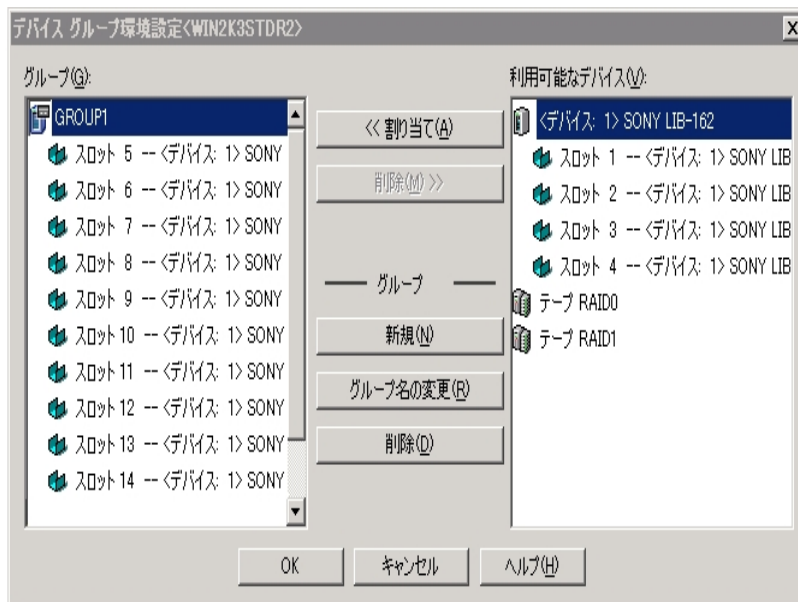 デバイス グループ環境設定<WIN2K3STDR2>
グループ(G):
GROUP1
スロット 5 -- <デバイス: 1> SONY
スロット 6 -- <デバイス: 1> SONY
スロット 7 -- <デバイス: 1> SONY
スロット 8 -- <デバイス: 1> SONY
スロット 9 -- <デバイス: 1> SONY
スロット 10 -- <デバイス: 1> SONY
スロット 11 -- <デバイス: 1> SONY
スロット 12 -- <デバイス: 1> SONY
スロット 13 -- <デバイス: 1> SONY
スロット 14 -- <デバイス: 1> SONY
<< 割り当て(A)
削除(M) >>
グループ
新規(N)
グループ名の変更(R)
削除(D)
利用可能なデバイス(V):
<デバイス: 1> SONY LIB-162
スロット 1 -- <デバイス: 1> SONY LIB
スロット 2 -- <デバイス: 1> SONY LIB
スロット 3 -- <デバイス: 1> SONY LIB
スロット 4 -- <デバイス: 1> SONY LIB
テープ RAID0
テープ RAID1
OK
キャンセル
ヘルプ(H)